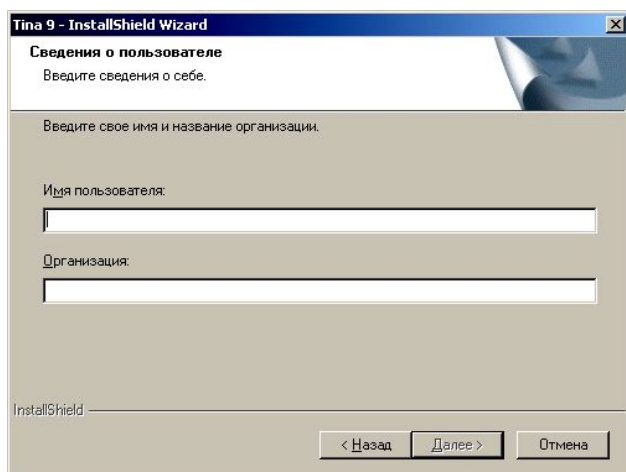 Tina 9 - InstallShield Wizard
Сведения о пользователе
Введите сведения о себе.
Введите свое имя и название организации.
Имя пользователя:
Организация:
InstallShield
< Назад
Далее >
Отмена